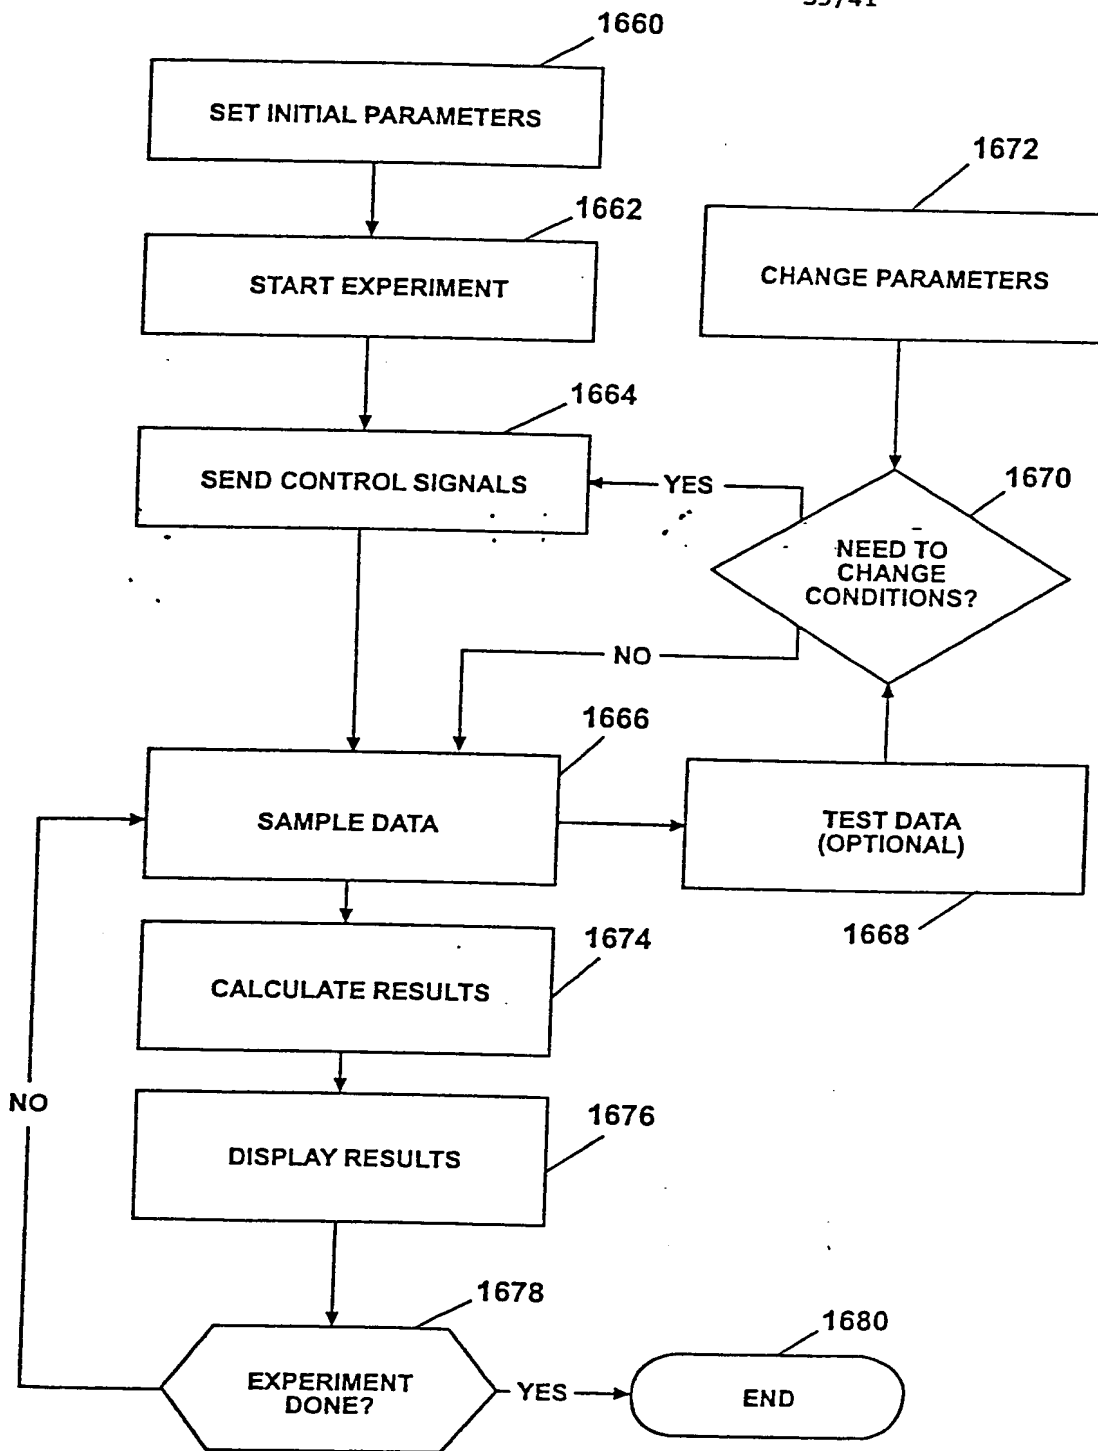 1660
SET INITIAL PARAMETERS
1672
1662
START EXPERIMENT
CHANGE PARAMETERS
1664
SEND CONTROL SIGNALS
YES
1670
NEED TO
CHANGE
CONDITIONS?
NO
1666
SAMPLE DATA
TEST DATA
(OPTIONAL)
1668
1674
CALCULATE RESULTS
NO
1676
DISPLAY RESULTS
1678
EXPERIMENT
DONE?
YES
1680
END